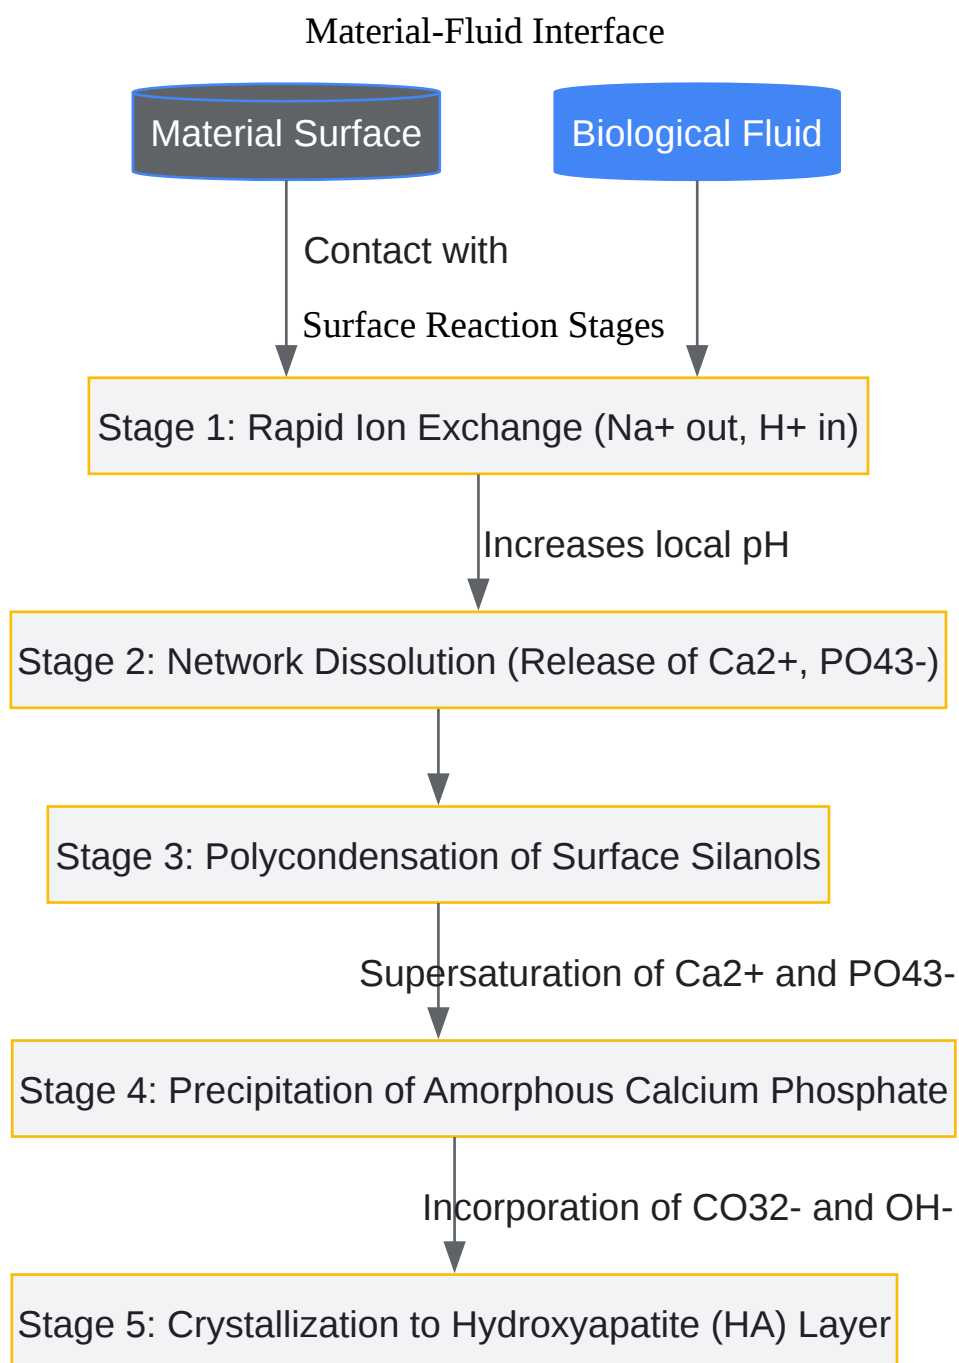 Material-Fluid Interface
Material Surface
Biological Fluid
Contact with
Surface Reaction Stages
Stage 1: Rapid Ion Exchange (Na+ out, H+ in)
Increases local pH
Stage 2: Network Dissolution (Release of Ca2+, PO43-)
Stage 3: Polycondensation of Surface Silanols
Supersaturation of Ca2+ and PO43-
Stage 4: Precipitation of Amorphous Calcium Phosphate
Incorporation of CO32- and OH-
Stage 5: Crystallization to Hydroxyapatite (HA) Layer